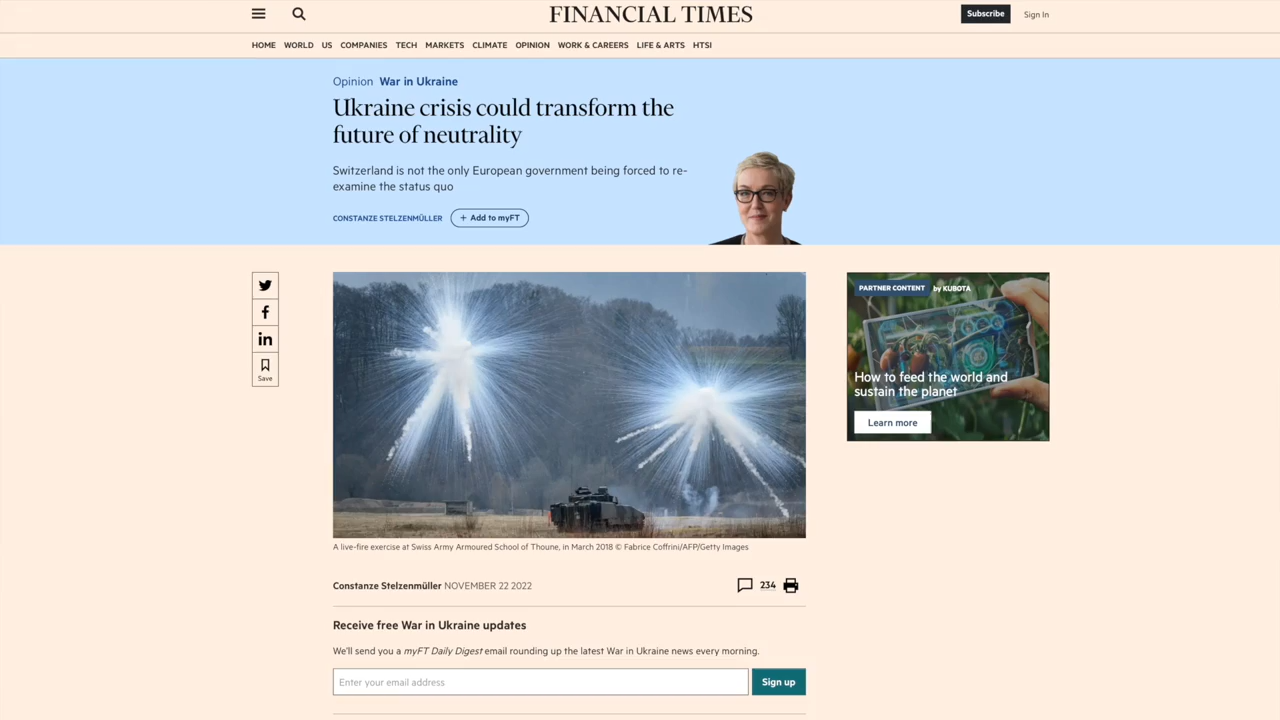 FINANCIAL TIMES
Subscribe
Sign In
HOME WORLD US COMPANIES TECH MARKETS CLIMATE OPINION WORK & CAREERS LIFE & ARTS HTSI
Opinion War in Ukraine
Ukraine crisis could transform the
future of neutrality
Switzerland is not the only European government being forced to re-
examine the status quo
CONSTANZE STELZENMÜLLER
+ Add to myFT
Save
PARTNER CONTENT by KUBOTA
How to feed the world and
sustain the planet
Learn more
A live-fire exercise at Swiss Army Armoured School of Thoune, in March 2018 © Fabrice Coffrini/AFP/Getty Images
Constanze Stelzenmüller NOVEMBER 22 2022
234
Receive free War in Ukraine updates
We'll send you a myFT Daily Digest email rounding up the latest War in Ukraine news every morning.
Enter your email address
Sign up